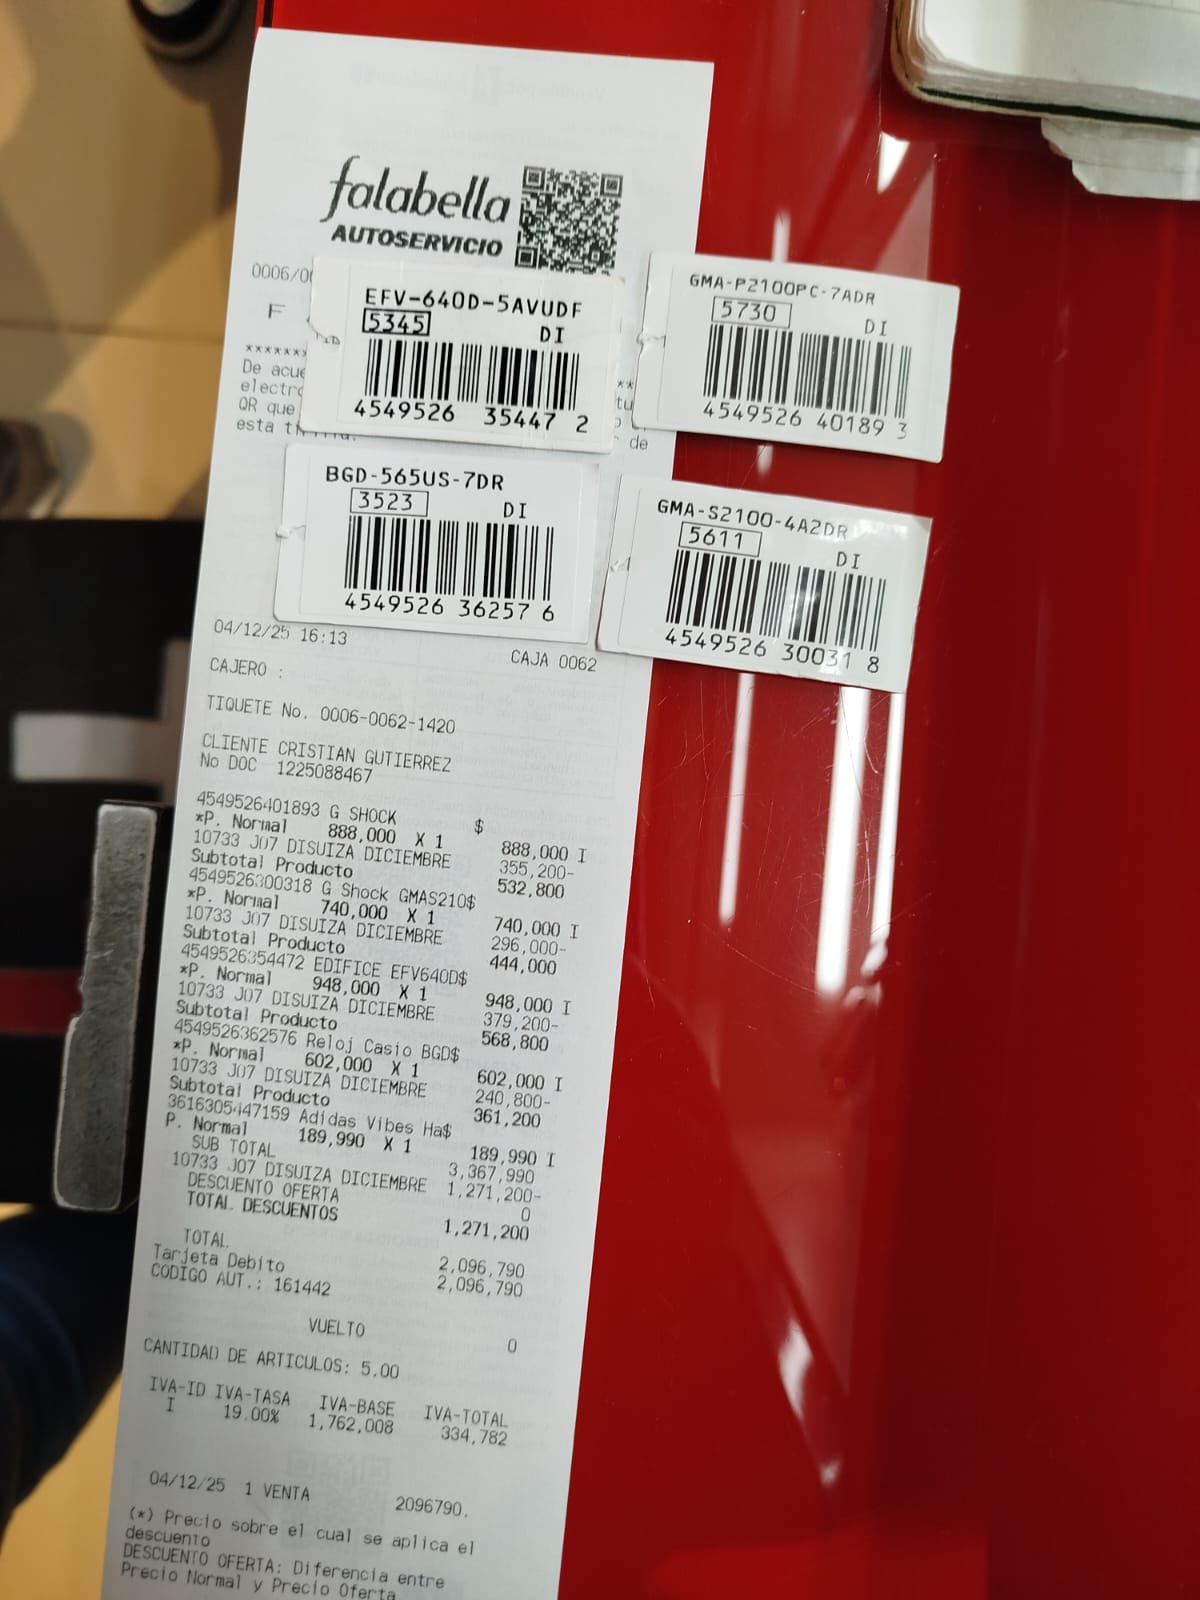 falabella
AUTOSERVICIO
0006/00
F
EFV-640D-5AVUDF
5345 DI
4549526 35447 2
GMA-P2100PC-7ADR
5730 DI
4549526 40189 3
*******
**
De acue
electro
tu
QR que
esta
de
BGD-565US-7DR
3523 DI
4549526 36257 6
GMA-S2100-4A2DR
5611 DI
4549526 30031 8
04/12/25 16:13 CAJA 0062
CAJERO :
TIQUETE No. 0006-0062-1420
CLIENTE CRISTIAN GUTIERREZ
No DOC 1225088467
4549526401893 G SHOCK $
*P. Normal 888,000 X 1 888,000 I
10733 J07 DISUIZA DICIEMBRE 355,200-
Subtotal Producto 532,800
4549526300318 G Shock GMAS210$
*P. Normal 740,000 X 1 740,000 I
10733 J07 DISUIZA DICIEMBRE 296,000-
Subtotal Producto 444,000
4549526354472 EDIFICE EFV640D$
*P. Normal 948,000 X 1 948,000 I
10733 J07 DISUIZA DICIEMBRE 379,200-
Subtotal Producto 568,800
4549526362576 Reloj Casio BGD$
*P. Normal 602,000 X 1 602,000 I
10733 J07 DISUIZA DICIEMBRE 240,800-
Subtotal Producto 361,200
3616305447159 Adidas Vibes Ha$
P. Normal 189,990 X 1 189,990 I
SUB TOTAL 3,367,990
10733 J07 DISUIZA DICIEMBRE 1,271,200-
DESCUENTO OFERTA 0
TOTAL DESCUENTOS 1,271,200
TOTAL 2,096,790
Tarjeta Debito 2,096,790
CODIGO AUT.: 161442
VUELTO 0
CANTIDAD DE ARTICULOS: 5.00
IVA-ID IVA-TASA IVA-BASE IVA-TOTAL
I 19.00% 1,762,008 334,782
04/12/25 1 VENTA 2096790.
(*) Precio sobre el cual se aplica el
descuento
DESCUENTO OFERTA: Diferencia entre
Precio Normal y Precio Oferta